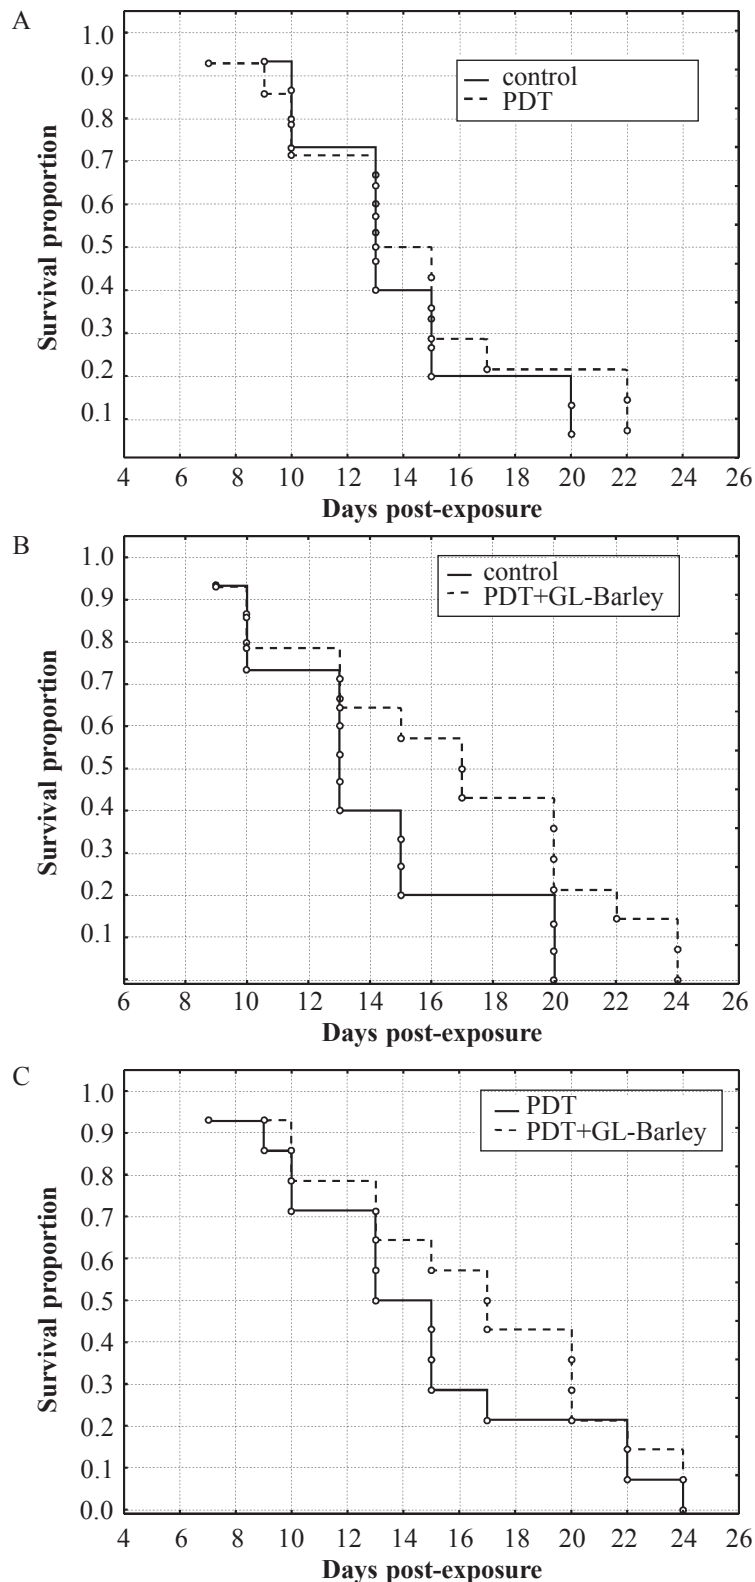 A
Survival proportion
1.0
0.9
0.8
0.7
0.6
0.5
0.4
0.3
0.2
0.1
control
PDT
4 6 8 10 12 14 16 18 20 22 24 26
Days post-exposure
B
Survival proportion
1.0
0.9
0.8
0.7
0.6
0.5
0.4
0.3
0.2
0.1
control
PDT+GL-Barley
6 8 10 12 14 16 18 20 22 24 26
Days post-exposure
C
Survival proportion
1.0
0.9
0.8
0.7
0.6
0.5
0.4
0.3
0.2
0.1
0.0
PDT
PDT+GL-Barley
4 6 8 10 12 14 16 18 20 22 24 26
Days post-exposure